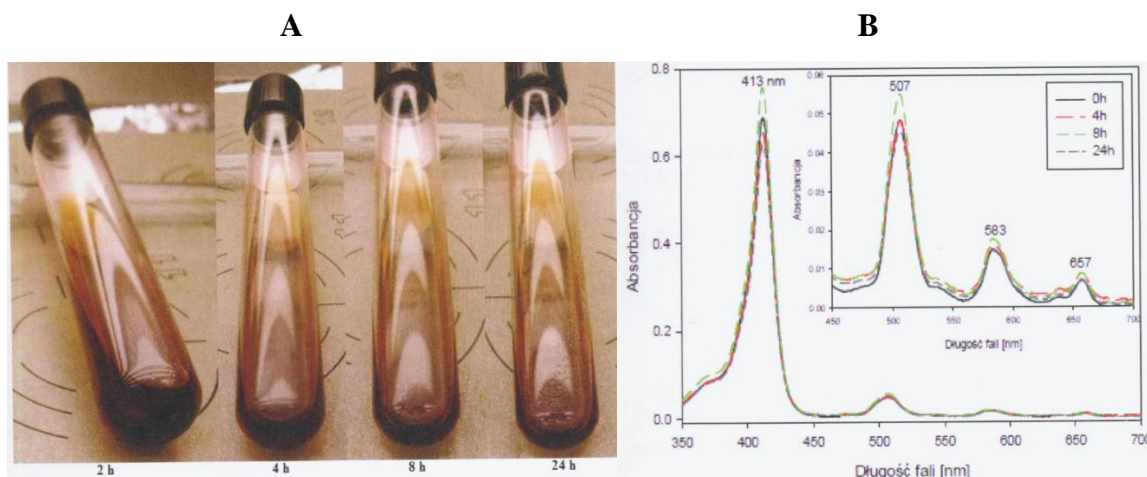 A
B
2 h
4 h
8 h
24 h
0.8
0.6
0.4
0.2
0.0
350
400
450
500
550
600
650
700
Absorbancja
Długość fali [nm]
413 nm
0.06
0.05
0.04
0.03
0.02
0.01
0.00
450
500
550
600
650
700
Absorbancja
Długość fali [nm]
507
583
657
0h
4h
8h
24h